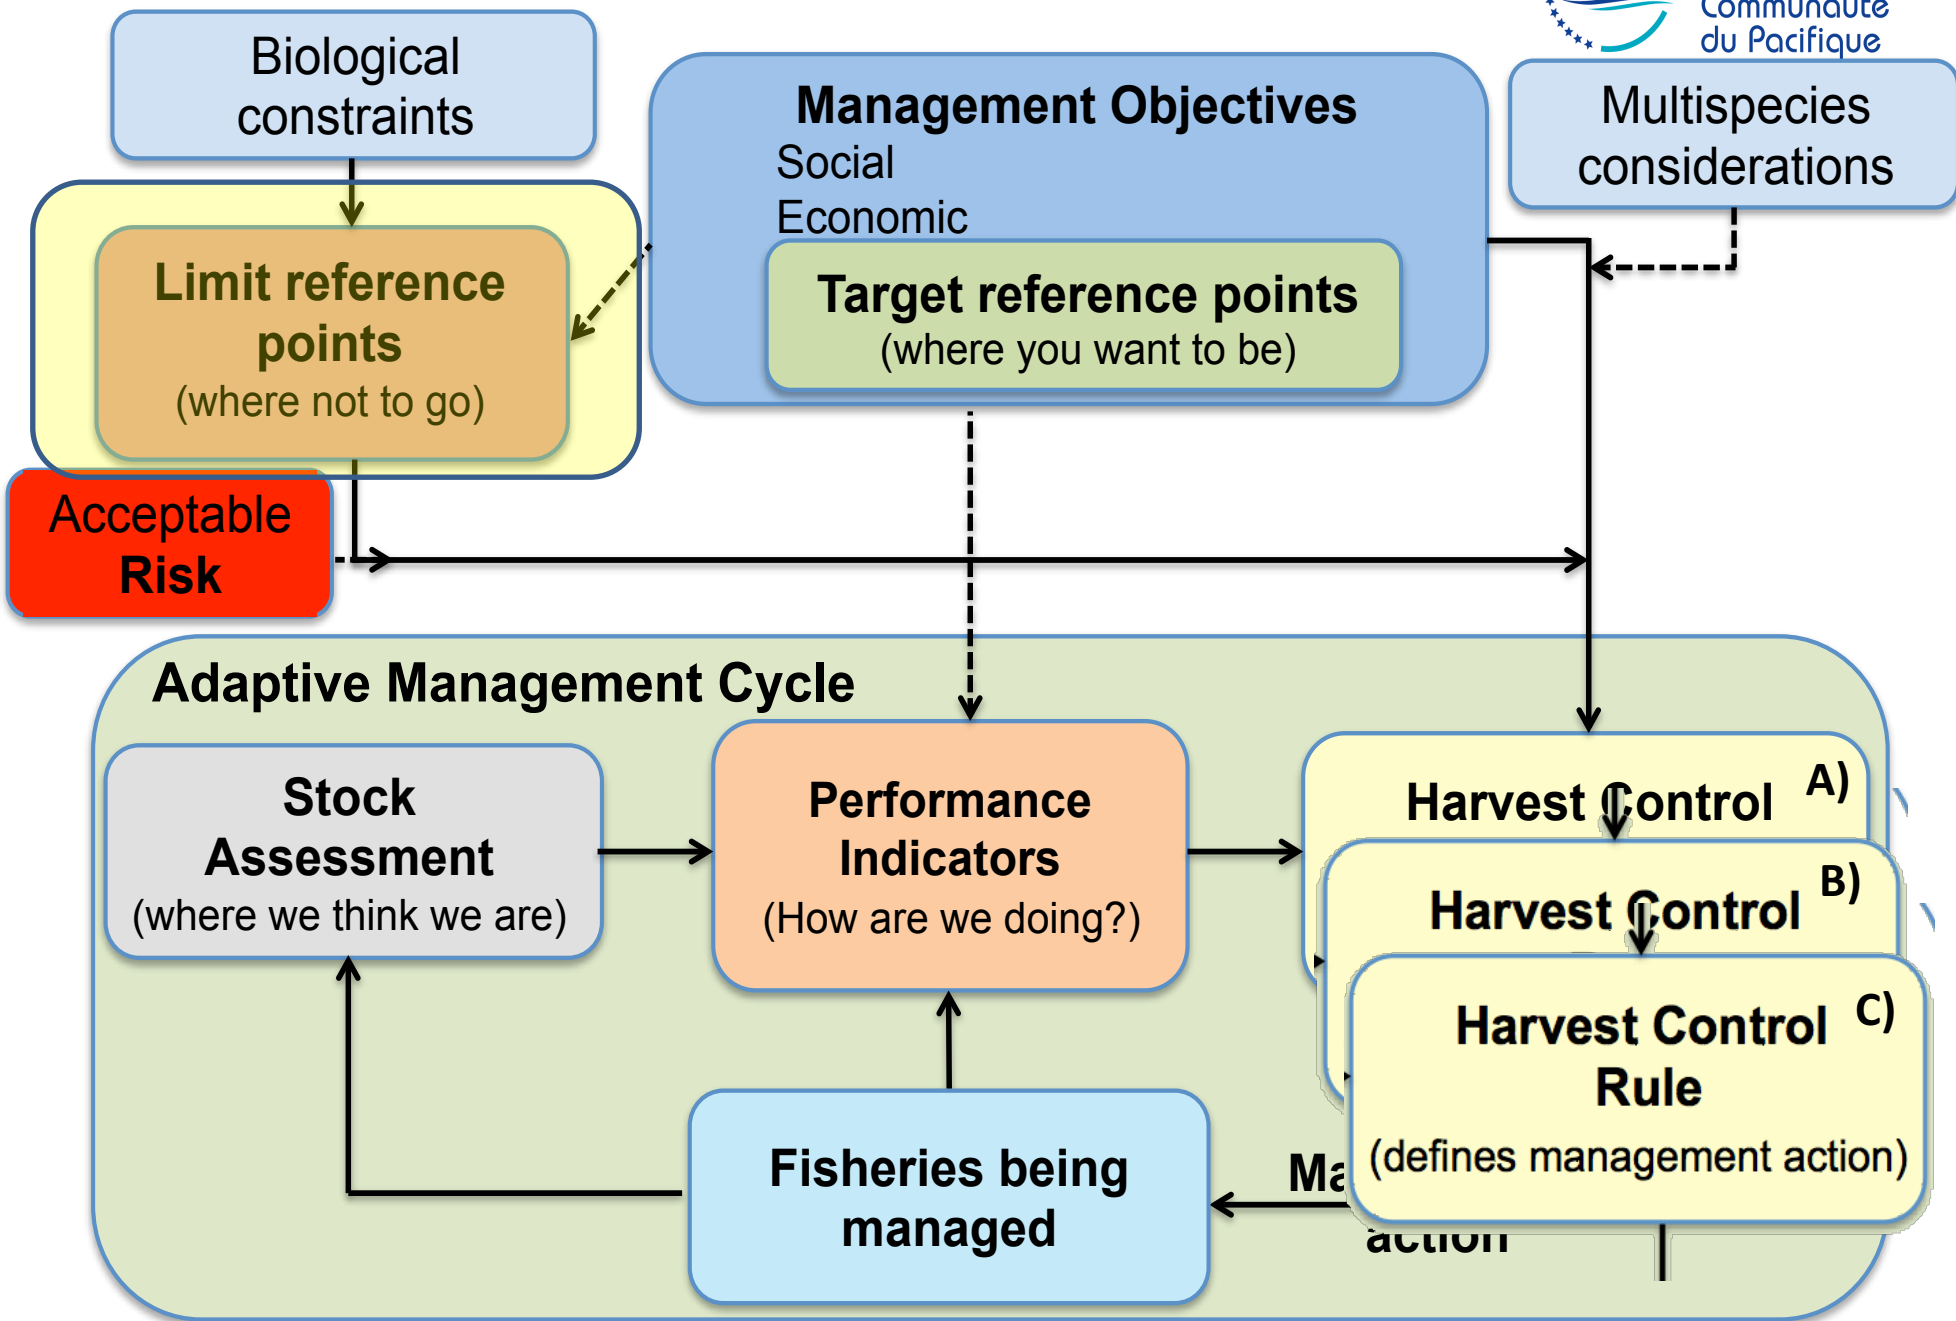 Communauté
du Pacifique
Biological
constraints
Management Objectives
Social
Economic
Multispecies
considerations
Limit reference
points
(where not to go)
Target reference points
(where you want to be)
Acceptable
Risk
Adaptive Management Cycle
Stock
Assessment
(where we think we are)
Performance
Indicators
(How are we doing?)
Harvest Control
A)
Harvest Control
B)
Harvest Control
C)
Rule
(defines management action)
Fisheries being
managed
action